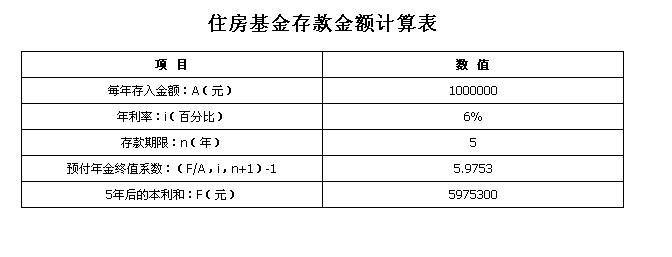 住房基金存款金额计算表
项 目 数 值
每年存入金额：A（元） 1000000
年利率：i（百分比） 6%
存款期限：n（年） 5
预付年金终值系数：（F/A，i，n+1）-1 5.9753
5年后的本利和：F（元） 5975300